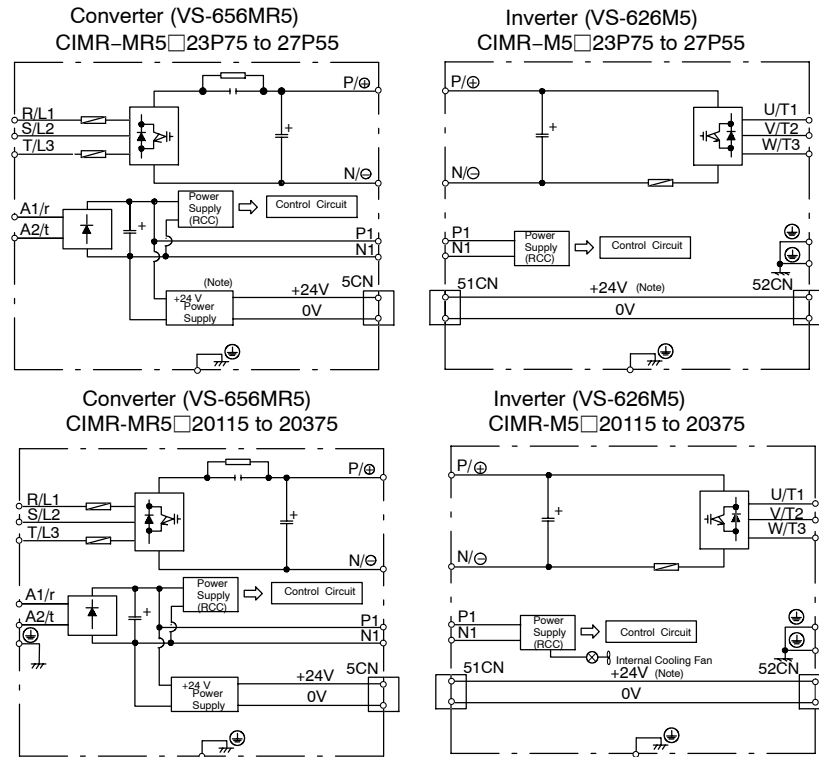 Converter (VS-656MR5)
CIMR–MR5□23P75 to 27P55
P/⊕
R/L1
S/L2
T/L3
+
N/⊖
A1/r
A2/t
+
Power
Supply
(RCC)
Control Circuit
P1
N1
(Note)
+24 V
Power
Supply
+24V
0V
5CN
Inverter (VS-626M5)
CIMR–M5□23P75 to 27P55
P/⊕
+
U/T1
V/T2
W/T3
N/⊖
P1
N1
Power
Supply
(RCC)
Control Circuit
51CN
+24V (Note)
0V
52CN
Converter (VS-656MR5)
CIMR-MR5□20115 to 20375
P/⊕
R/L1
S/L2
T/L3
+
N/⊖
A1/r
A2/t
+
Power
Supply
(RCC)
Control Circuit
P1
N1
+24 V
Power
Supply
+24V
0V
5CN
Inverter (VS-626M5)
CIMR-M5□20115 to 20375
P/⊕
+
U/T1
V/T2
W/T3
N/⊖
P1
N1
Power
Supply
(RCC)
Control Circuit
Internal Cooling Fan
51CN
+24V (Note)
0V
52CN